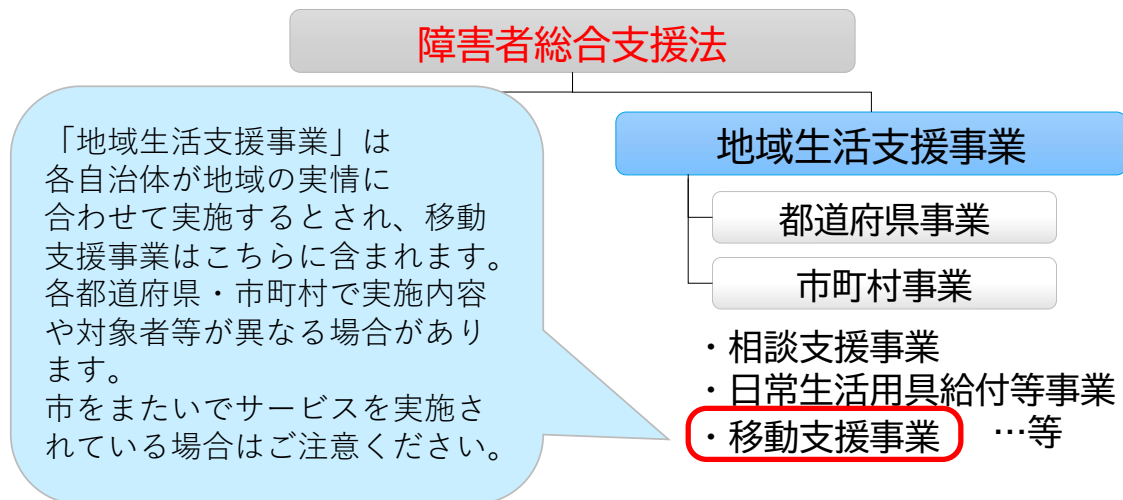 障害者総合支援法
「地域生活支援事業」は
各自治体が地域の実情に
合わせて実施するとされ、移動
支援事業はこちらに含まれます。
各都道府県・市町村で実施内容
や対象者等が異なる場合があり
ます。
市をまたいでサービスを実施さ
れている場合はご注意ください。
地域生活支援事業
都道府県事業
市町村事業
・相談支援事業
・日常生活用具給付等事業
・移動支援事業 …等